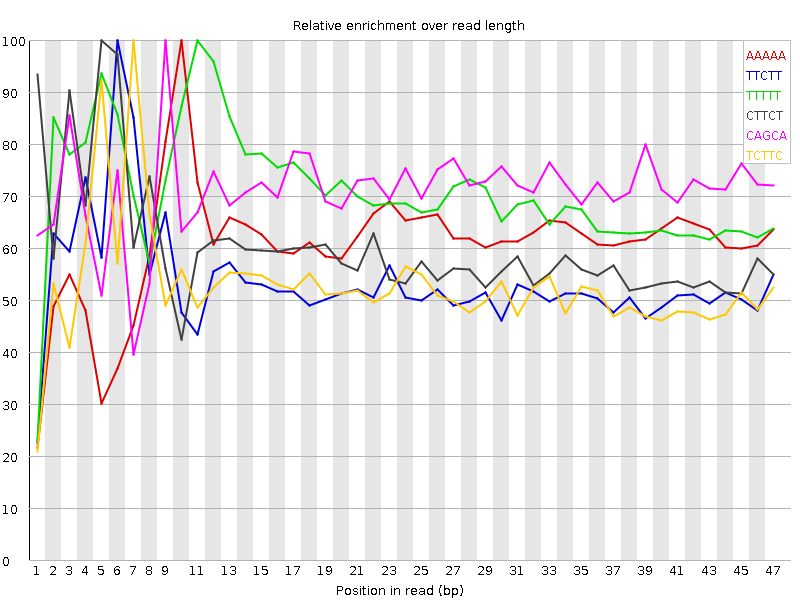 Relative enrichment over read length
100
90
80
70
60
50
40
30
20
10
0
AAAAA
TTCTT
TTTTT
CTTCT
CAGCA
TCTTC
1 2 3 4 5 6 7 8 9 11 13 15 17 19 21 23 25 27 29 31 33 35 37 39 41 43 45 47
Position in read (bp)